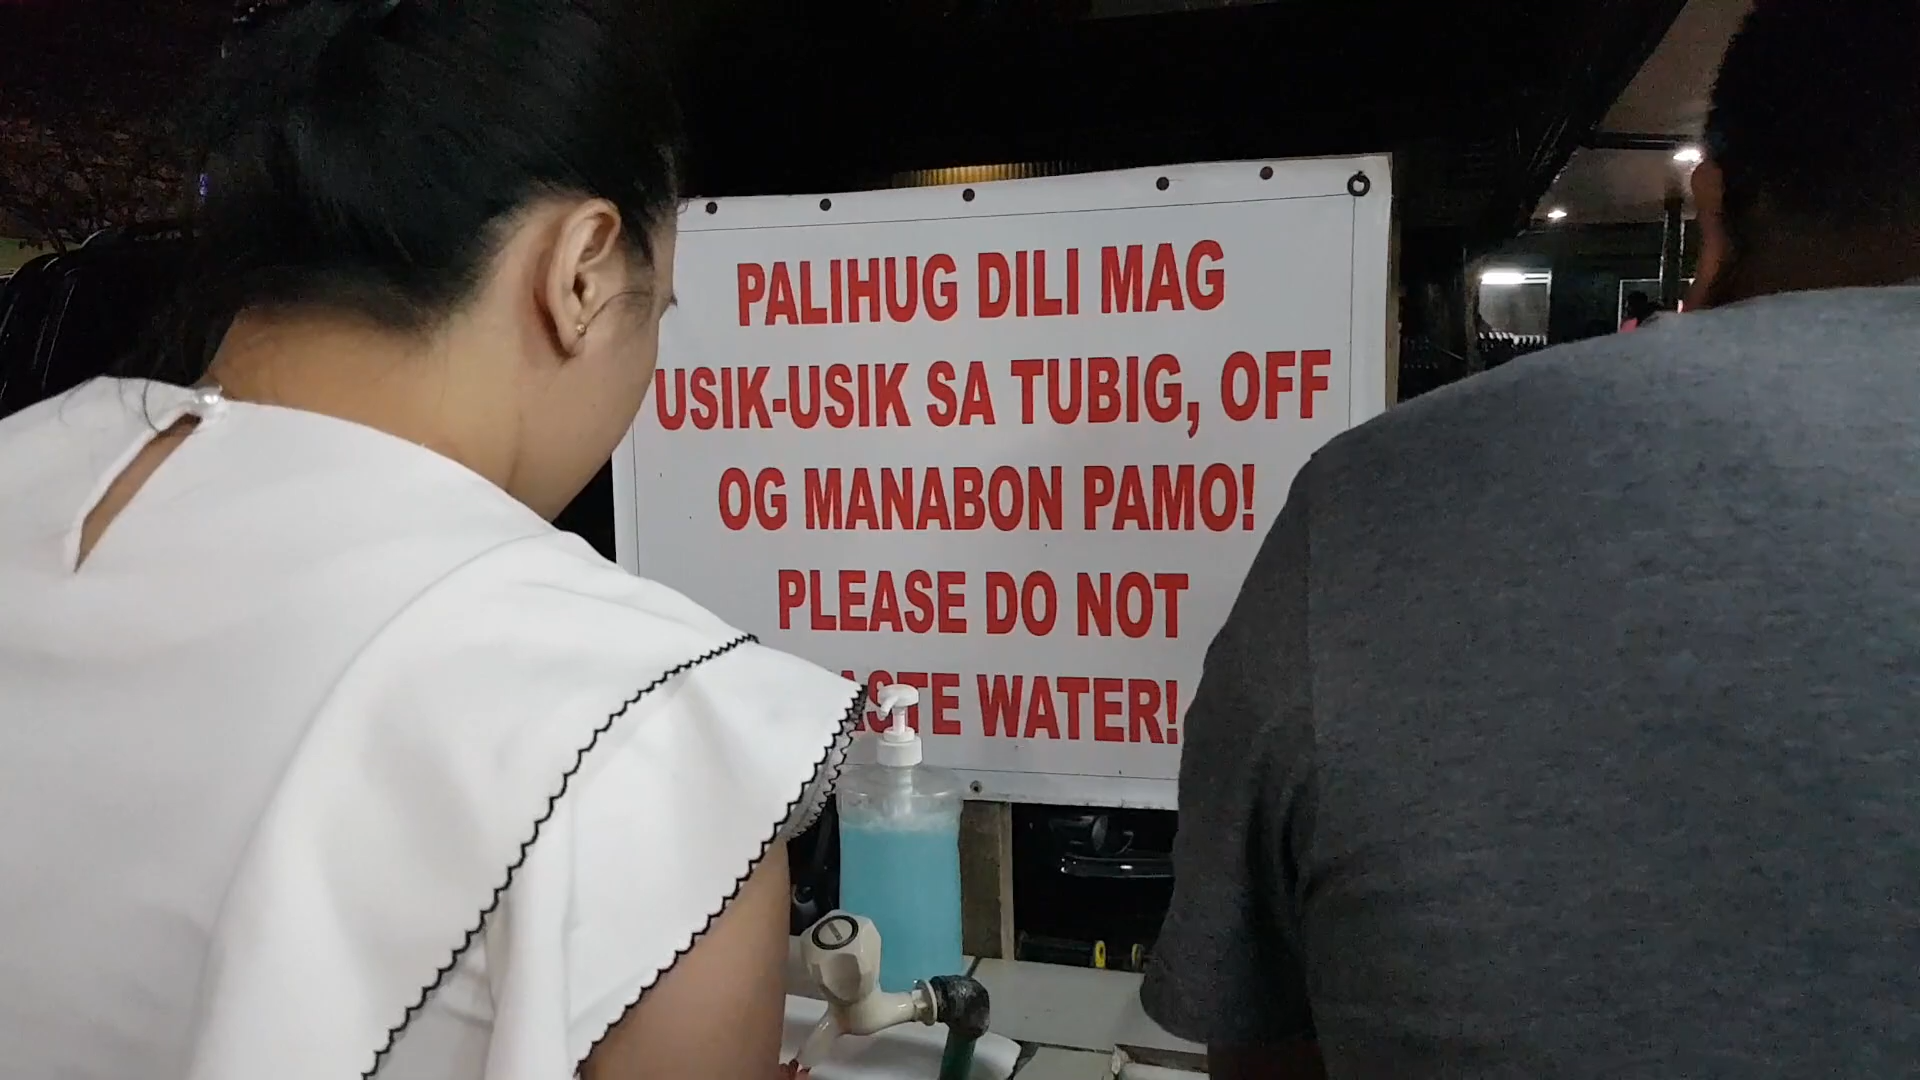 PALIHUG DILI MAG
USIK-USIK SA TUBIG, OFF
OG MANABON PAMO!
PLEASE DO NOT
WATER!